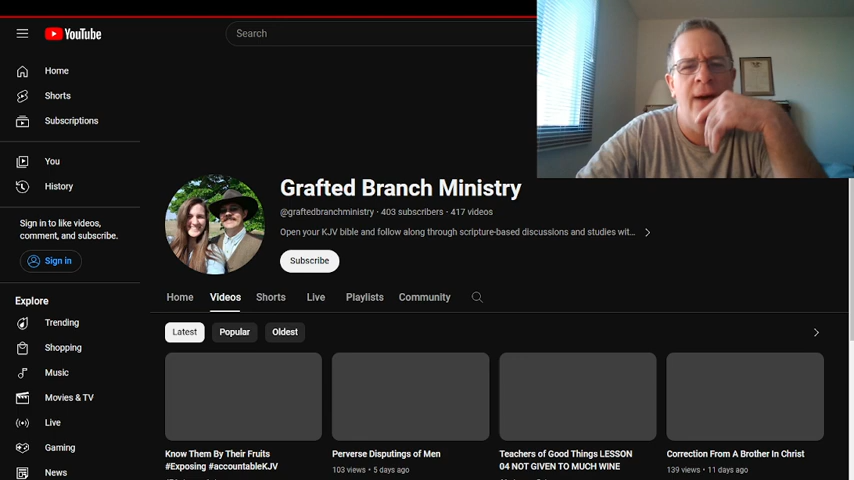 YouTube
Search
Home
Shorts
Subscriptions
You
History
Sign in to like videos,
comment, and subscribe.
Sign in
Explore
Trending
Shopping
Music
Movies & TV
Live
Gaming
News
Grafted Branch Ministry
@graftedbranchministry · 403 subscribers · 417 videos
Open your KJV bible and follow along through scripture-based discussions and studies wit...
Subscribe
Home Videos Shorts Live Playlists Community
Latest Popular Oldest
Know Them By Their Fruits
#Exposing #accountableKJV
Perverse Disputings of Men
103 views · 5 days ago
Teachers of Good Things LESSON
04 NOT GIVEN TO MUCH WINE
Correction From A Brother In Christ
139 views · 11 days ago